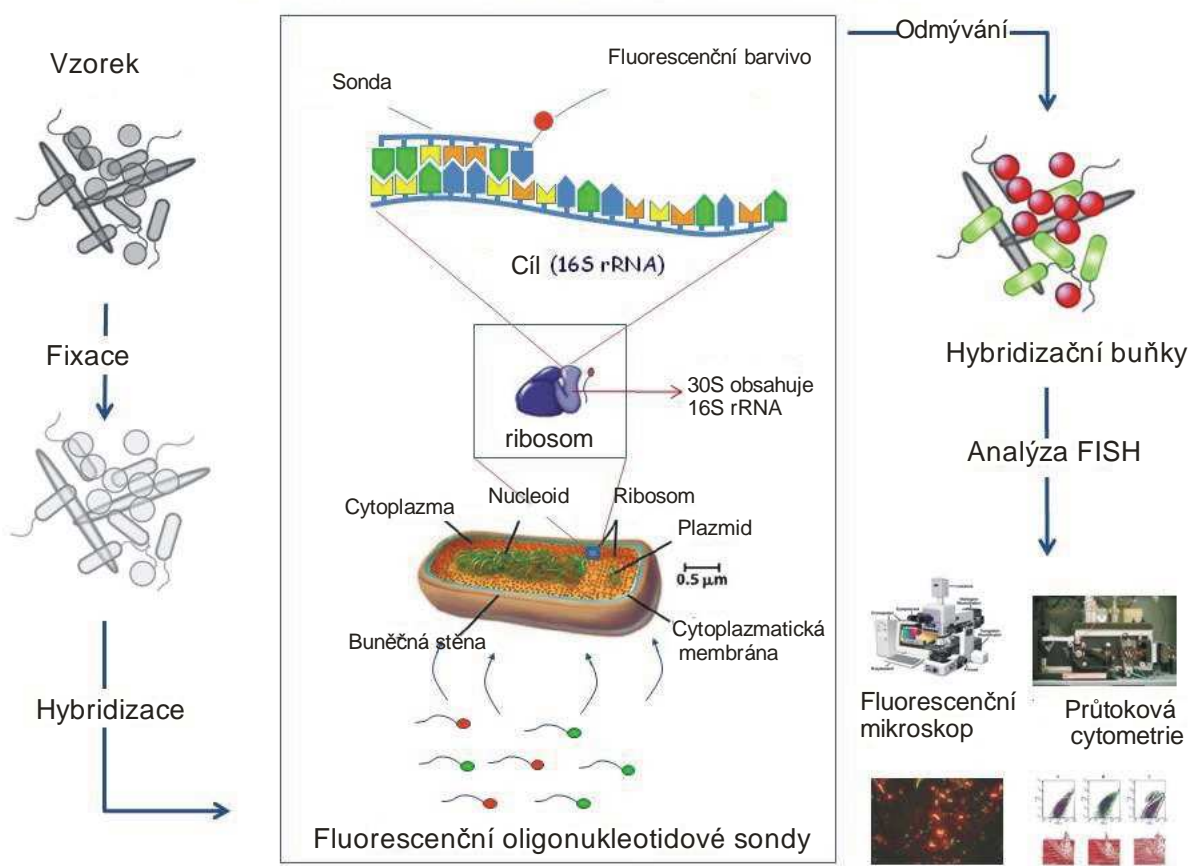 Vzorek
Fixace
Hybridizace
Sonda
Fluorescenční barvivo
Cíl (16S rRNA)
ribosom
30S obsahuje
16S rRNA
Cytoplazma
Nucleoid
Ribosom
Plazmid
0.5 µm
Buněčná stěna
Cytoplazmatická
membrána
Fluorescenční oligonukleotidové sondy
Odmývání
Hybridizační buňky
Analýza FISH
Fluorescenční
mikroskop
Průtoková
cytometrie